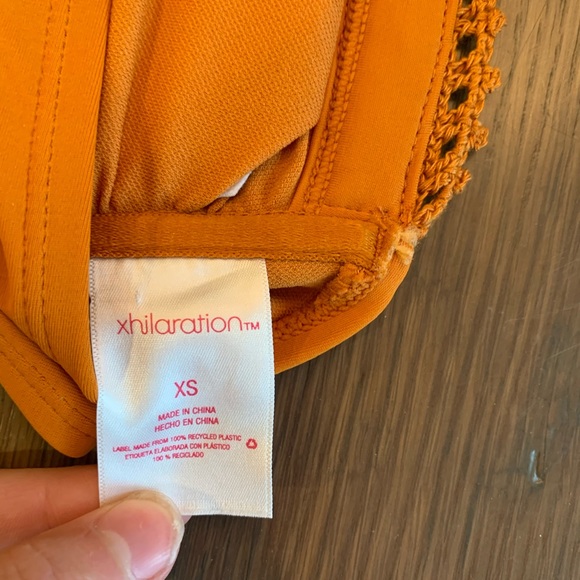 xhilaration™
XS
MADE IN CHINA
HECHO EN CHINA
LABEL MADE FROM 100% RECYCLED PLASTIC
ETIQUETA ELABORADA CON PLÁSTICO
100 % RECICLADO